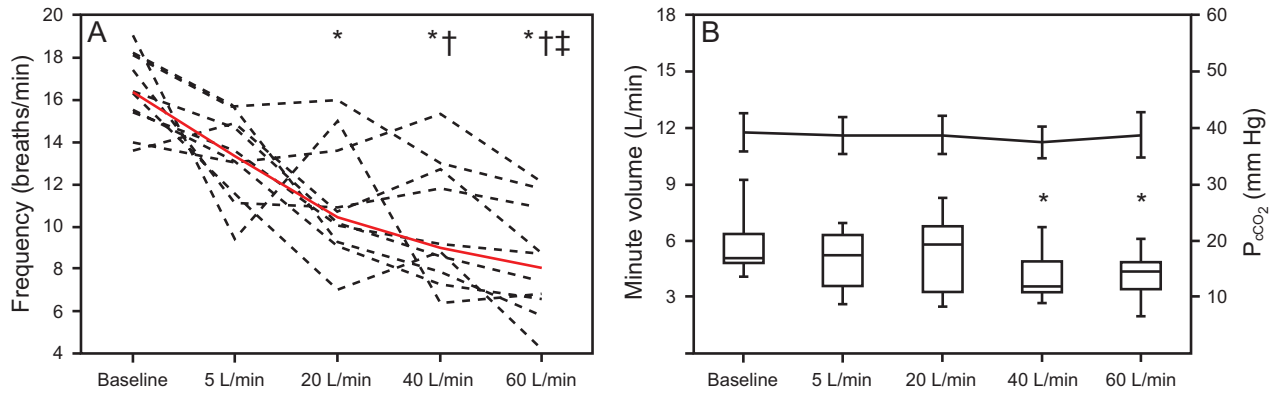 A
* *† *†‡
20
18
16
14
12
10
8
6
4
Frequency (breaths/min)
Baseline 5 L/min 20 L/min 40 L/min 60 L/min
B
18
15
12
9
6
3
Minute volume (L/min)
* *
60
50
40
30
20
10
PcCO2 (mm Hg)
Baseline 5 L/min 20 L/min 40 L/min 60 L/min